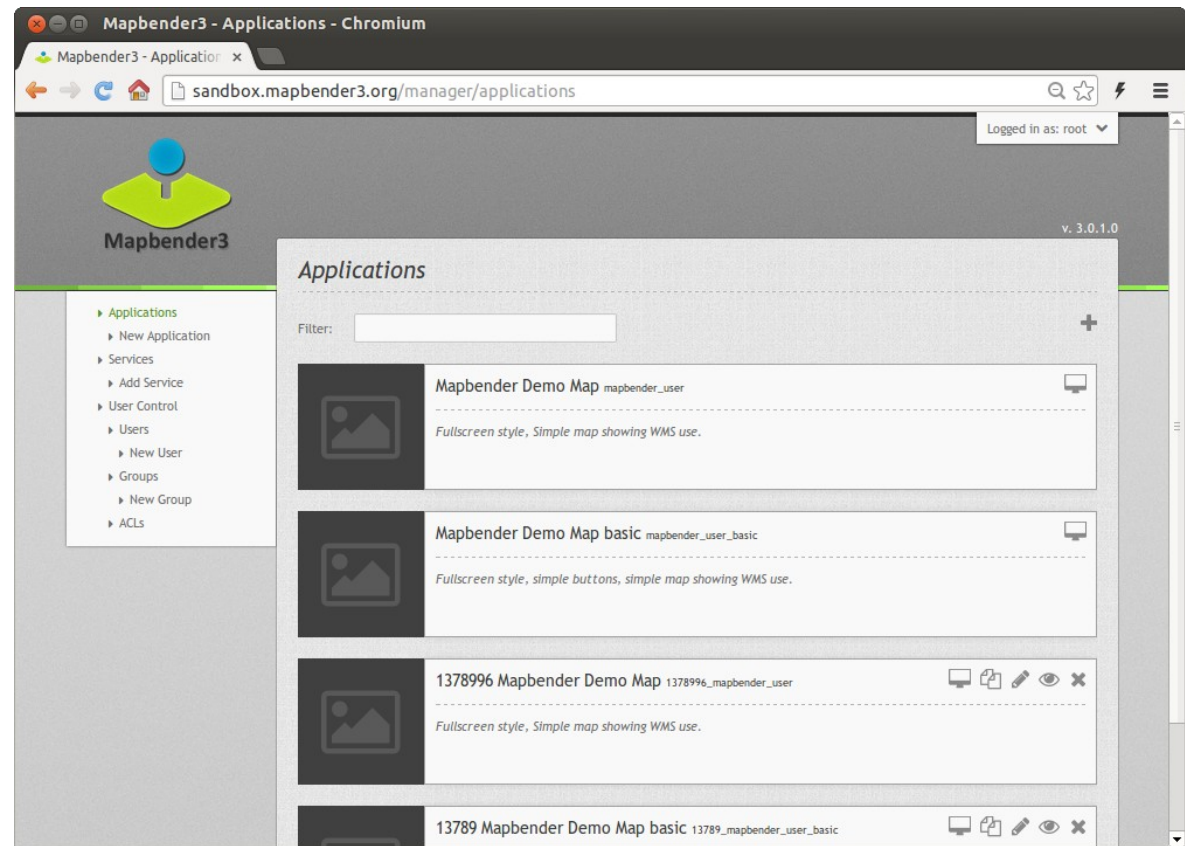 Mapbender3 - Applications - Chromium
Mapbender3 - Application
sandbox.mapbender3.org/manager/applications
Logged in as: root
Mapbender3
v. 3.0.1.0
Applications
Applications
New Application
Services
Add Service
User Control
Users
New User
Groups
New Group
ACLs
Filter:
Mapbender Demo Map mapbender_user
Fullscreen style, Simple map showing WMS use.
Mapbender Demo Map basic mapbender_user_basic
Fullscreen style, simple buttons, simple map showing WMS use.
1378996 Mapbender Demo Map 1378996_mapbender_user
Fullscreen style, Simple map showing WMS use.
13789 Mapbender Demo Map basic 13789_mapbender_user_basic